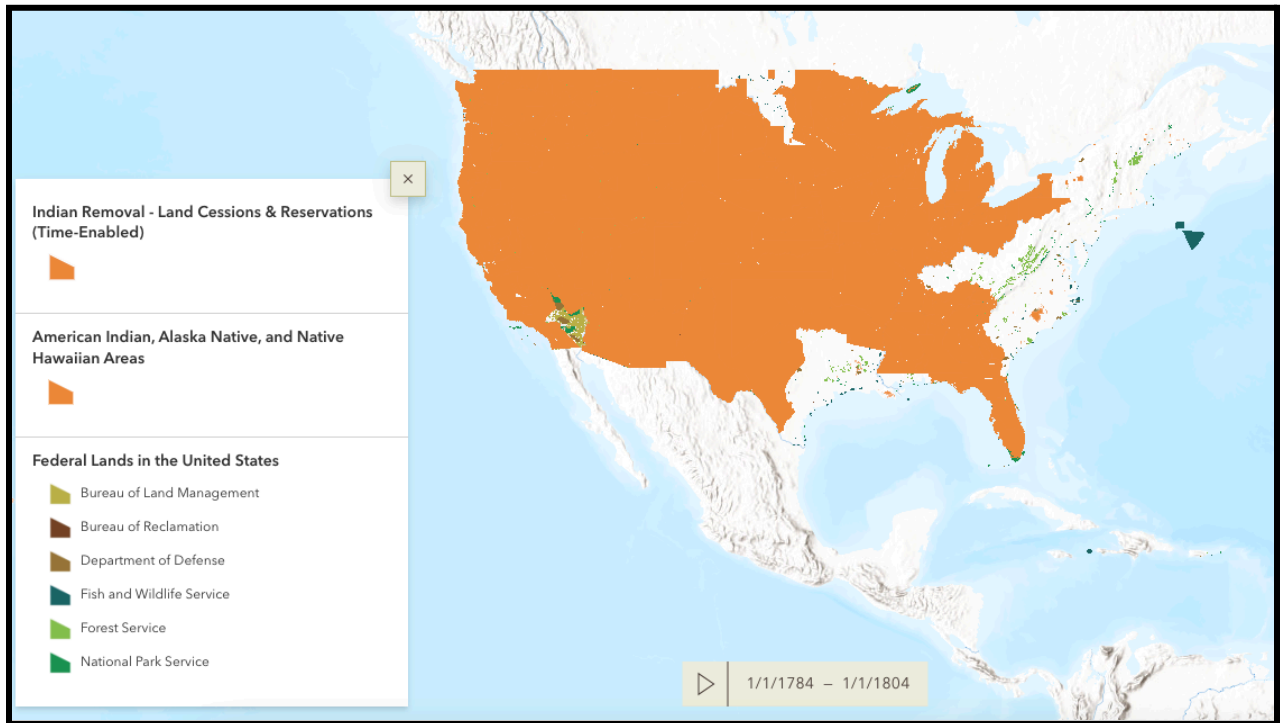 ×
Indian Removal - Land Cessions & Reservations
(Time-Enabled)
American Indian, Alaska Native, and Native
Hawaiian Areas
Federal Lands in the United States
Bureau of Land Management
Bureau of Reclamation
Department of Defense
Fish and Wildlife Service
Forest Service
National Park Service
1/1/1784 – 1/1/1804